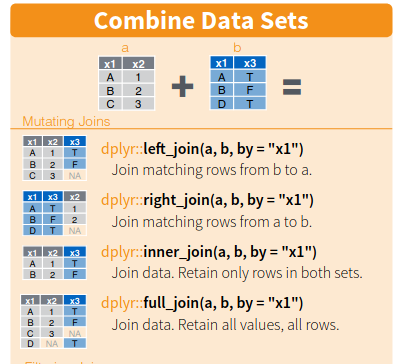 Combine Data Sets
a b
x1 x2 x1 x3
A 1 A T
B 2 + B F =
C 3 D T
Mutating Joins
x1 x2 x3
A 1 T
B 2 F
C 3 NA
dplyr::left_join(a, b, by = "x1")
Join matching rows from b to a.
x1 x3 x2
A T 1
B F 2
D T NA
dplyr::right_join(a, b, by = "x1")
Join matching rows from a to b.
x1 x2 x3
A 1 T
B 2 F
dplyr::inner_join(a, b, by = "x1")
Join data. Retain only rows in both sets.
x1 x2 x3
A 1 T
B 2 F
C 3 NA
D NA T
dplyr::full_join(a, b, by = "x1")
Join data. Retain all values, all rows.